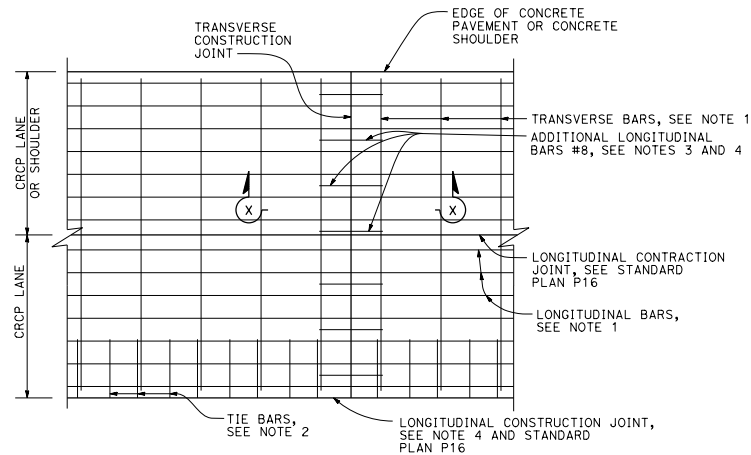 EDGE OF CONCRETE
PAVEMENT OR CONCRETE
SHOULDER
TRANSVERSE
CONSTRUCTION
JOINT
TRANSVERSE BARS, SEE NOTE 1
ADDITIONAL LONGITUDINAL
BARS #8, SEE NOTES 3 AND 4
CRCP LANE
OR SHOULDER
X
X
LONGITUDINAL CONTRACTION
JOINT, SEE STANDARD
PLAN P16
CRCP LANE
LONGITUDINAL BARS,
SEE NOTE 1
TIE BARS,
SEE NOTE 2
LONGITUDINAL CONSTRUCTION JOINT,
SEE NOTE 4 AND STANDARD
PLAN P16